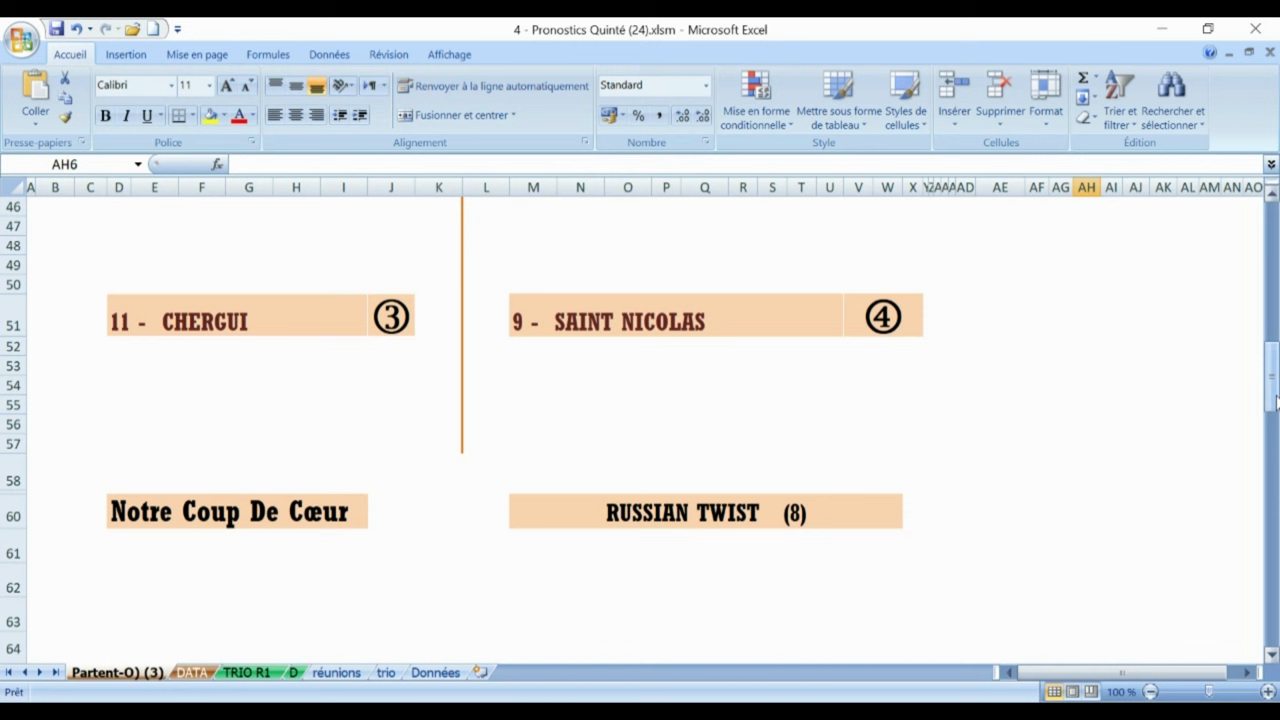 4 - Pronostics Quinté (24).xlsm - Microsoft Excel
Accueil Insertion Mise en page Formules Données Révision Affichage
Calibri 11 Renvoyer à la ligne automatiquement Standard
Coller Mise en forme conditionnelle Mettre sous forme de tableau Styles de cellules Insérer Supprimer Format Trier et filtrer Rechercher et sélectionner
G I S Fusionner et centrer % 000
Presse-papiers Police Alignement Nombre Style Cellules Édition
AH6 fx
A B C D E F G H I J K L M N O P Q R S T U V W X AD AE AF AG AH AI AJ AK AL AM AN AO
46
47
48
49
50
51 11 - CHERGUI ③ 9 - SAINT NICOLAS ④
52
53
54
55
56
57
58
60 Notre Coup De Cœur RUSSIAN TWIST (8)
61
62
63
64
Partent-O) (3) DATA TRIO R1 D réunions trio Données
Prêt 100 %